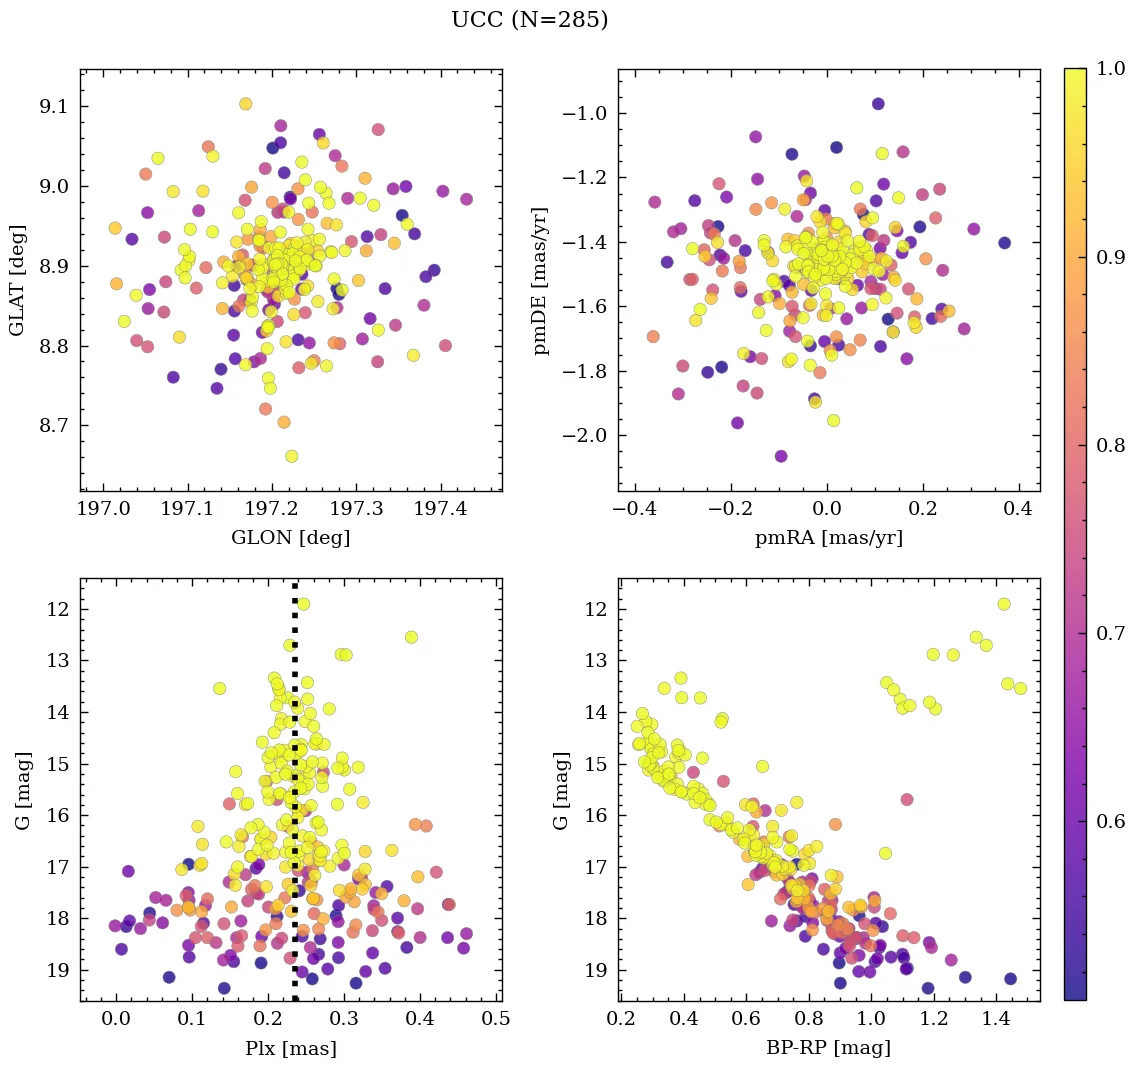 UCC (N=285)
9.1
9.0
8.9
8.8
8.7
GLAT [deg]
197.0 197.1 197.2 197.3 197.4
GLON [deg]
−1.0
−1.2
−1.4
−1.6
−1.8
−2.0
pmDE [mas/yr]
−0.4 −0.2 0.0 0.2 0.4
pmRA [mas/yr]
12
13
14
15
16
17
18
19
G [mag]
0.0 0.1 0.2 0.3 0.4 0.5
Plx [mas]
12
13
14
15
16
17
18
19
G [mag]
0.2 0.4 0.6 0.8 1.0 1.2 1.4
BP-RP [mag]
1.0
0.9
0.8
0.7
0.6